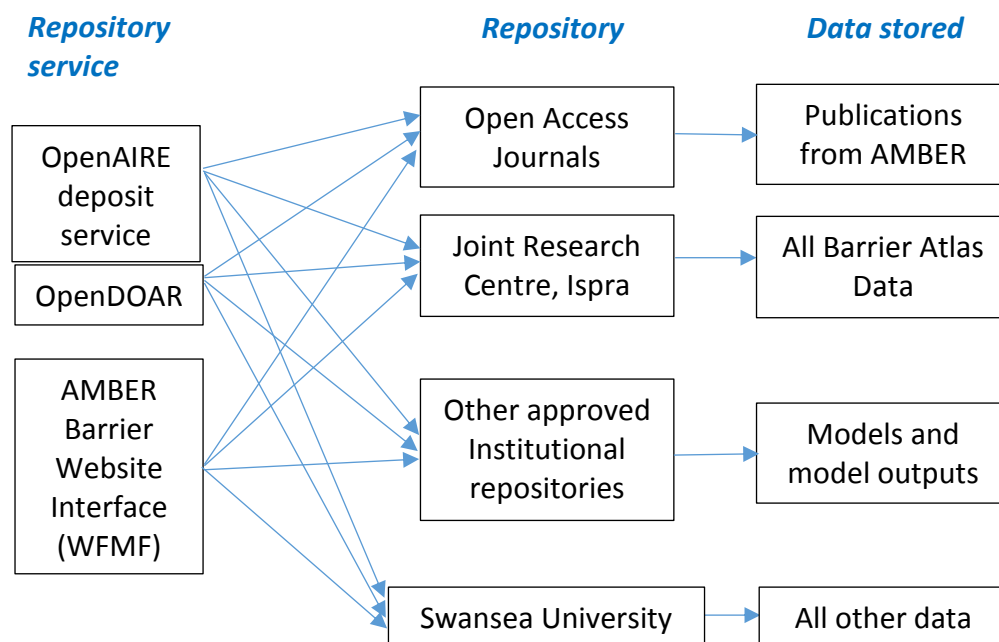 Repository
service
Repository
Data stored
OpenAIRE
deposit
service
OpenDOAR
AMBER
Barrier
Website
Interface
(WFMF)
Open Access
Journals
Joint Research
Centre, Ispra
Other approved
Institutional
repositories
Swansea University
Publications
from AMBER
All Barrier Atlas
Data
Models and
model outputs
All other data